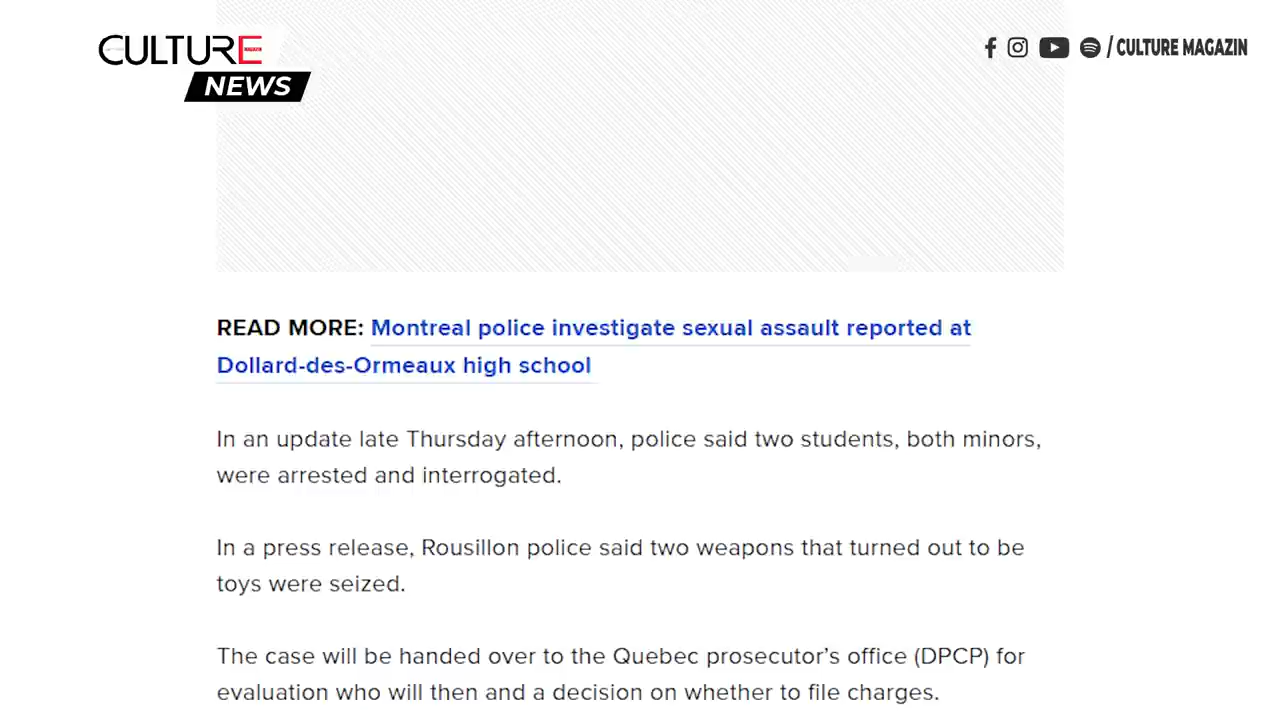 CULTURE
NEWS
/ CULTURE MAGAZIN
READ MORE: Montreal police investigate sexual assault reported at
Dollard-des-Ormeaux high school
In an update late Thursday afternoon, police said two students, both minors,
were arrested and interrogated.
In a press release, Rousillon police said two weapons that turned out to be
toys were seized.
The case will be handed over to the Quebec prosecutor’s office (DPCP) for
evaluation who will then and a decision on whether to file charges.